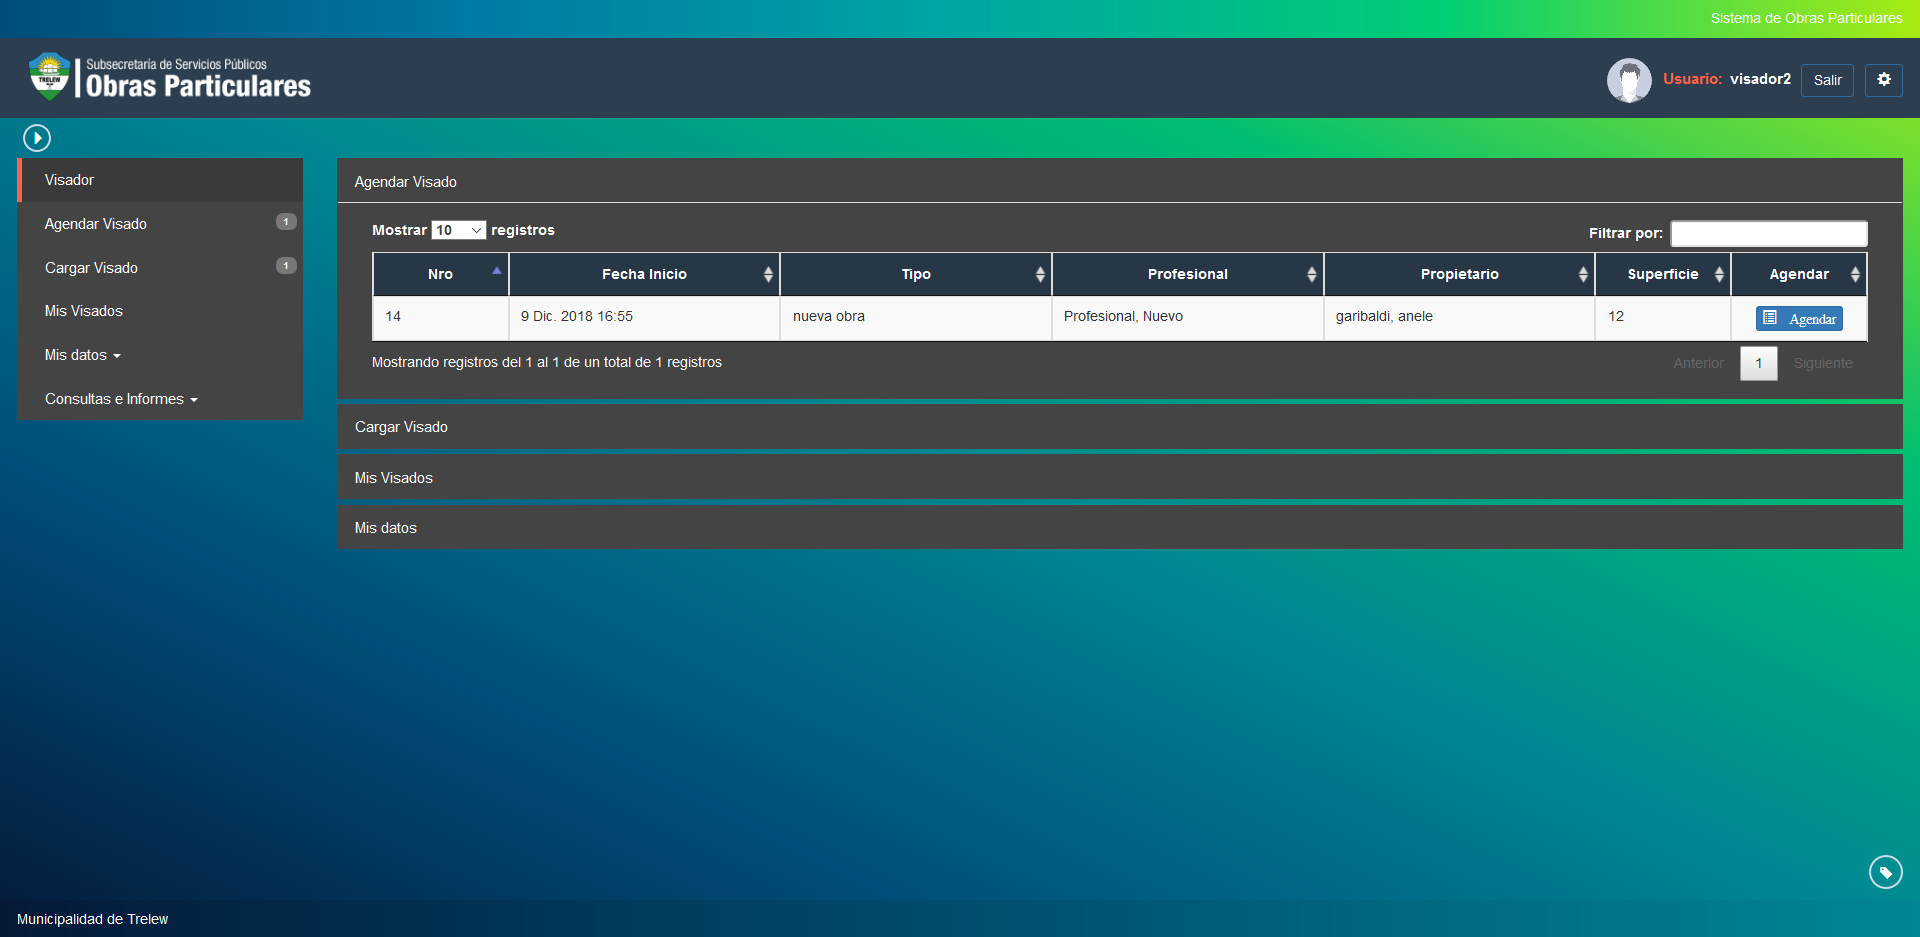 Sistema de Obras Particulares
TRELEW
Subsecretaría de Servicios Públicos
Obras Particulares
Usuario: visador2 Salir
Visador
Agendar Visado 1
Cargar Visado 1
Mis Visados
Mis datos
Consultas e Informes
Agendar Visado
Mostrar 10 registros Filtrar por:
Nro Fecha Inicio Tipo Profesional Propietario Superficie Agendar
14 9 Dic. 2018 16:55 nueva obra Profesional, Nuevo garibaldi, anele 12 Agendar
Mostrando registros del 1 al 1 de un total de 1 registros Anterior 1 Siguiente
Cargar Visado
Mis Visados
Mis datos
Municipalidad de Trelew